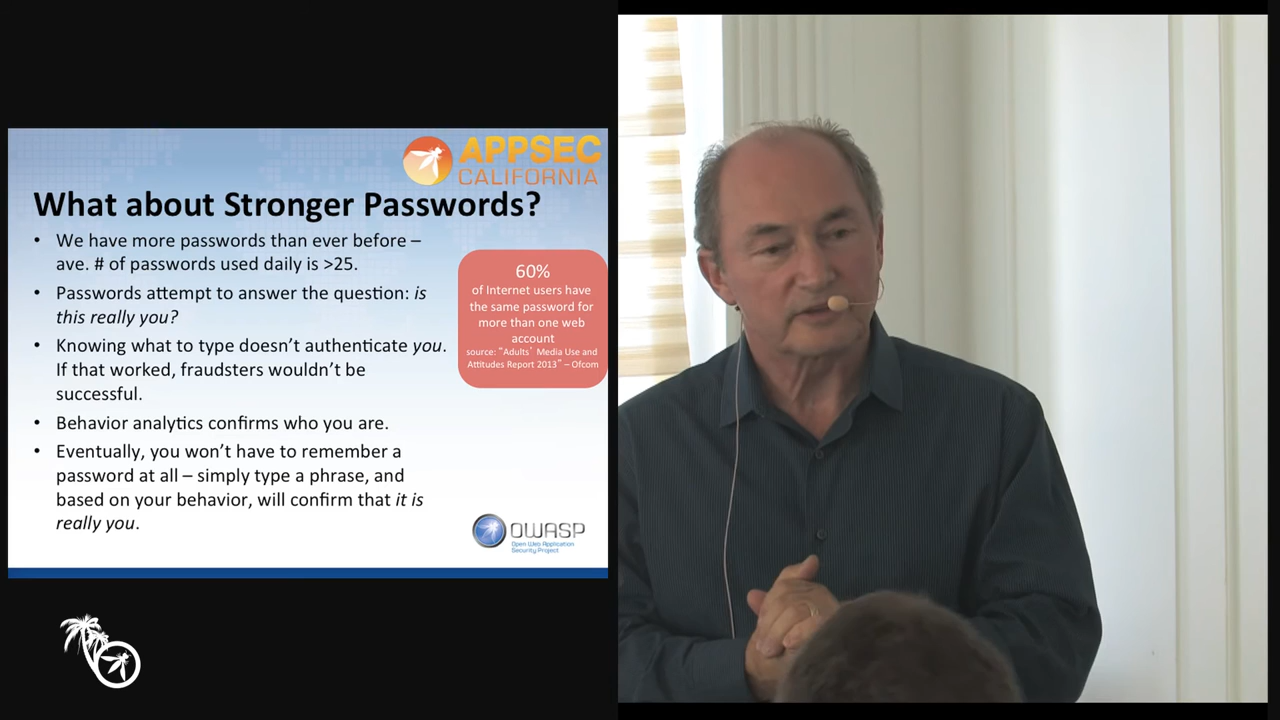 APPSEC
CALIFORNIA
What about Stronger Passwords?
• We have more passwords than ever before –
ave. # of passwords used daily is >25.
• Passwords attempt to answer the question: is
this really you?
• Knowing what to type doesn’t authenticate you.
If that worked, fraudsters wouldn’t be
successful.
• Behavior analytics confirms who you are.
• Eventually, you won’t have to remember a
password at all – simply type a phrase, and
based on your behavior, will confirm that it is
really you.
60%
of Internet users have
the same password for
more than one web
account
source: “Adults’ Media Use and
Attitudes Report 2013” – Ofcom
OWASP
Open Web Application
Security Project